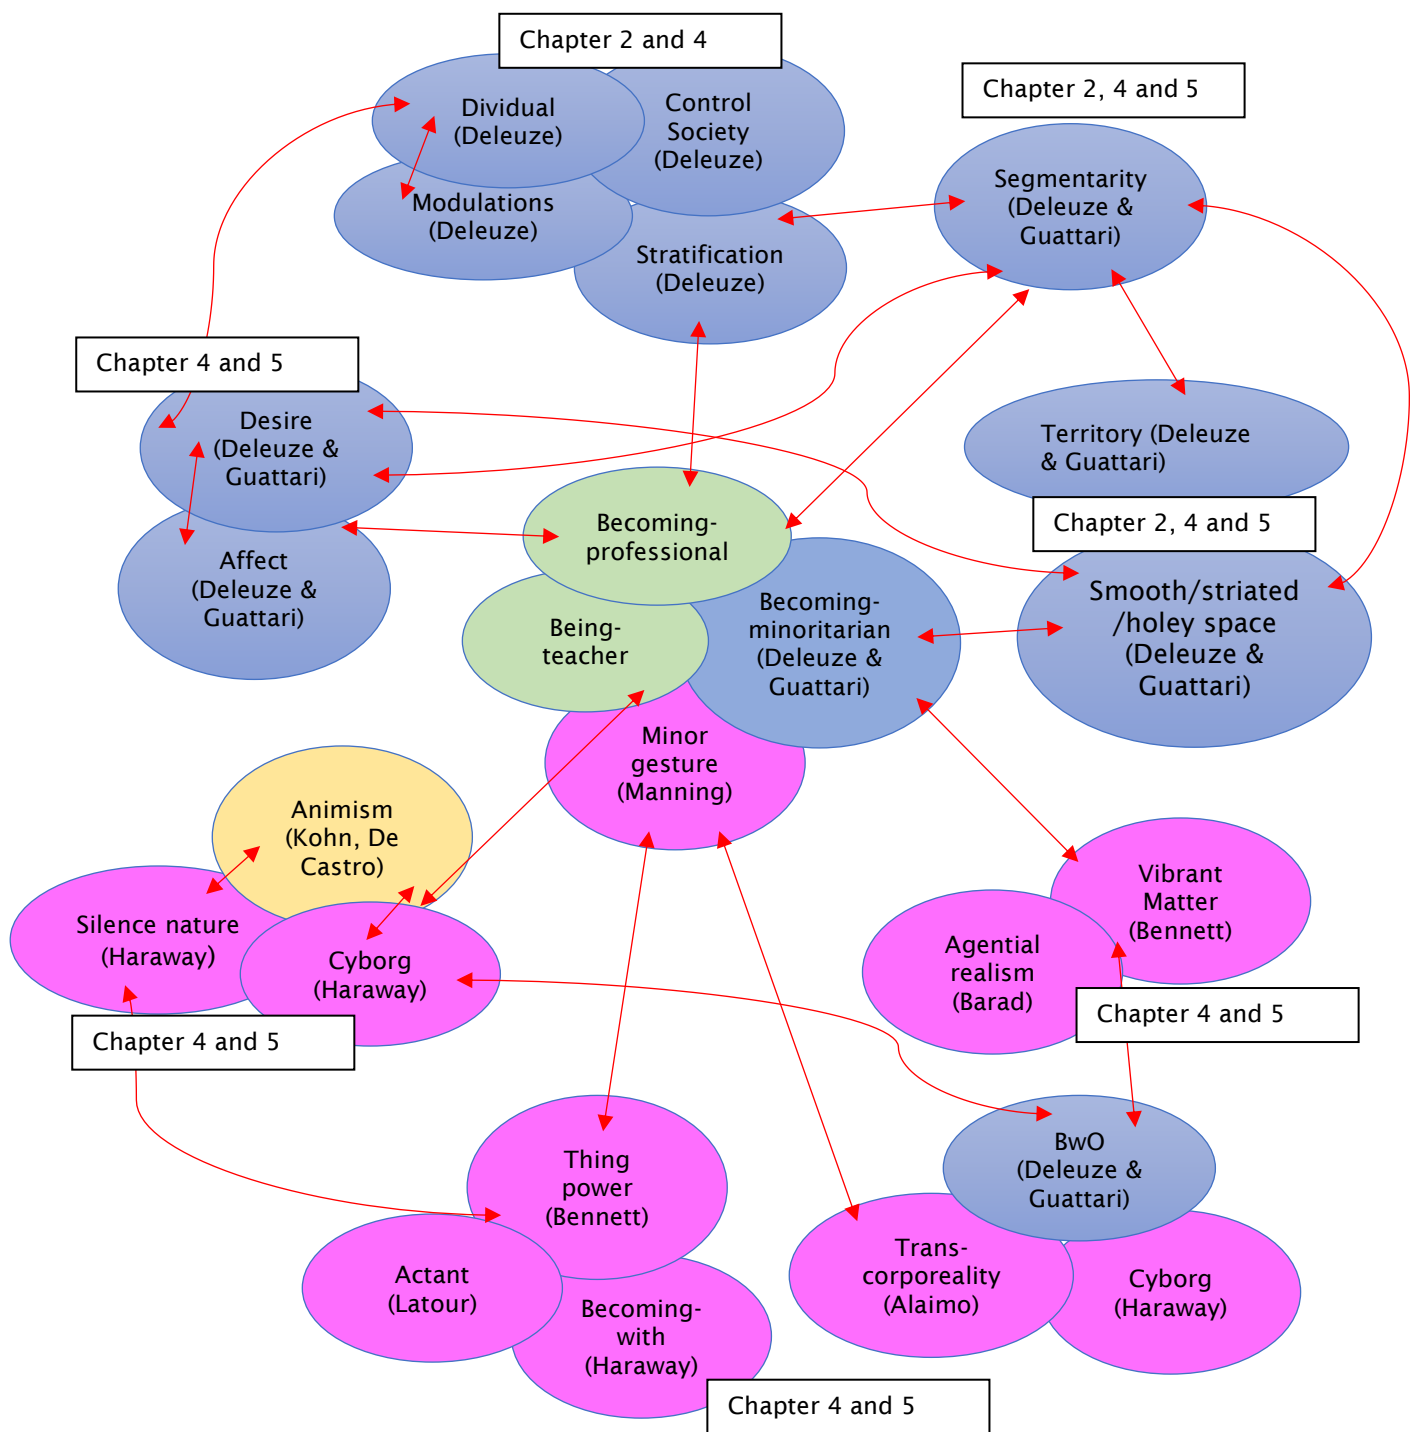 Chapter 2 and 4
Dividual
(Deleuze)
Control
Society
(Deleuze)
Modulations
(Deleuze)
Stratification
(Deleuze)
Chapter 2, 4 and 5
Segmentarity
(Deleuze &
Guattari)
Chapter 4 and 5
Desire
(Deleuze &
Guattari)
Affect
(Deleuze &
Guattari)
Territory (Deleuze
& Guattari)
Chapter 2, 4 and 5
Smooth/striated
/holey space
(Deleuze &
Guattari)
Becoming-
professional
Being-
teacher
Becoming-
minoritarian
(Deleuze &
Guattari)
Minor
gesture
(Manning)
Animism
(Kohn, De
Castro)
Silence nature
(Haraway)
Cyborg
(Haraway)
Chapter 4 and 5
Vibrant
Matter
(Bennett)
Agential
realism
(Barad)
Chapter 4 and 5
Thing
power
(Bennett)
Actant
(Latour)
Becoming-
with
(Haraway)
Chapter 4 and 5
BwO
(Deleuze &
Guattari)
Trans-
corporeality
(Alaimo)
Cyborg
(Haraway)